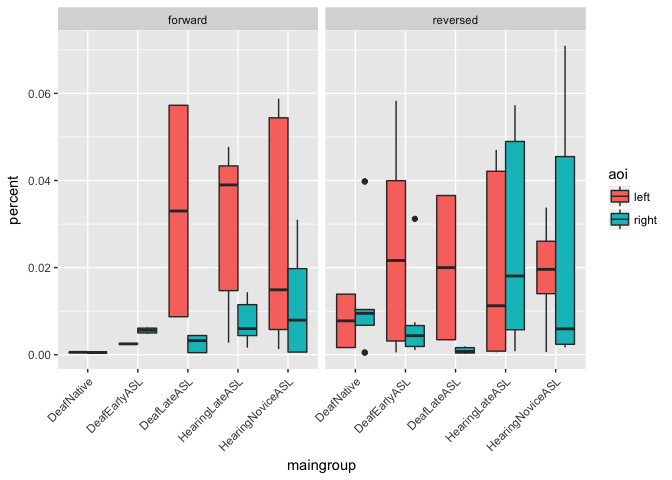 forward
reversed
percent
0.06
0.04
0.02
0.00
DeafNative
DeafEarlyASL
DeafLateASL
HearingLateASL
HearingNoviceASL
DeafNative
DeafEarlyASL
DeafLateASL
HearingLateASL
HearingNoviceASL
maingroup
aoi
left
right